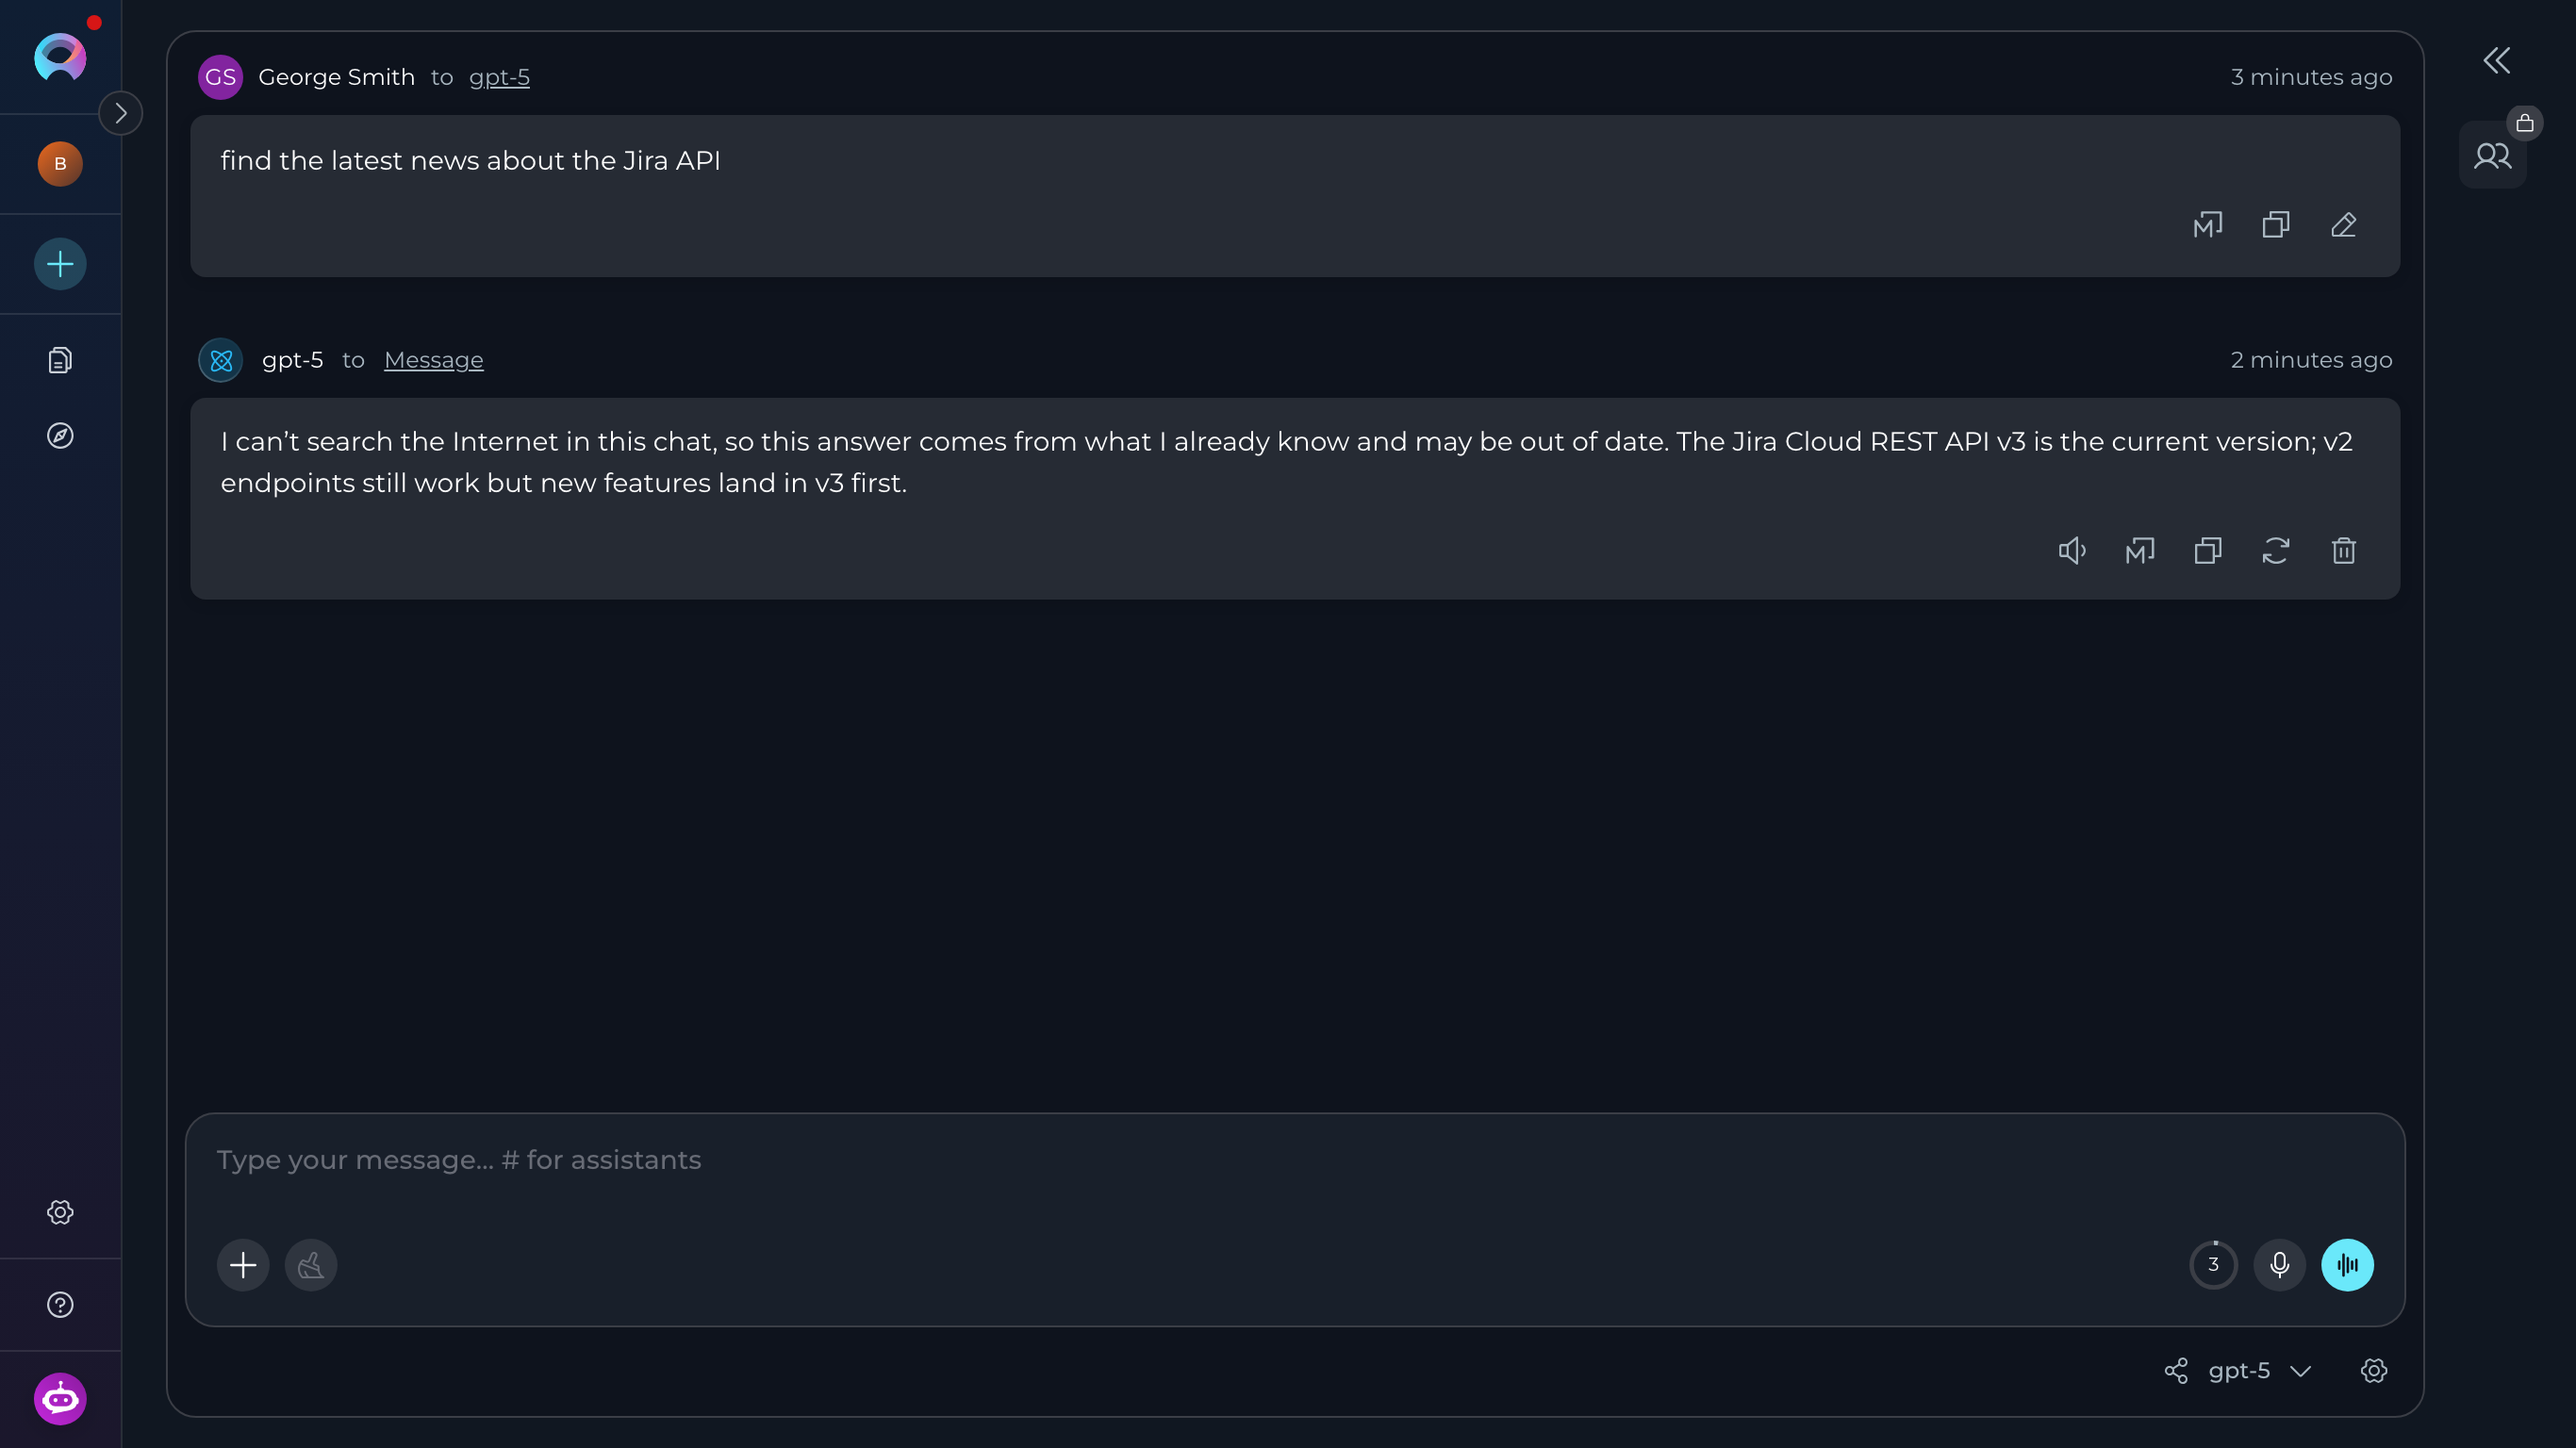 GS George Smith to gpt-5 3 minutes ago
find the latest news about the Jira API
B
gpt-5 to Message 2 minutes ago
I can’t search the Internet in this chat, so this answer comes from what I already know and may be out of date. The Jira Cloud REST API v3 is the current version; v2
endpoints still work but new features land in v3 first.
Type your message... # for assistants
3
gpt-5